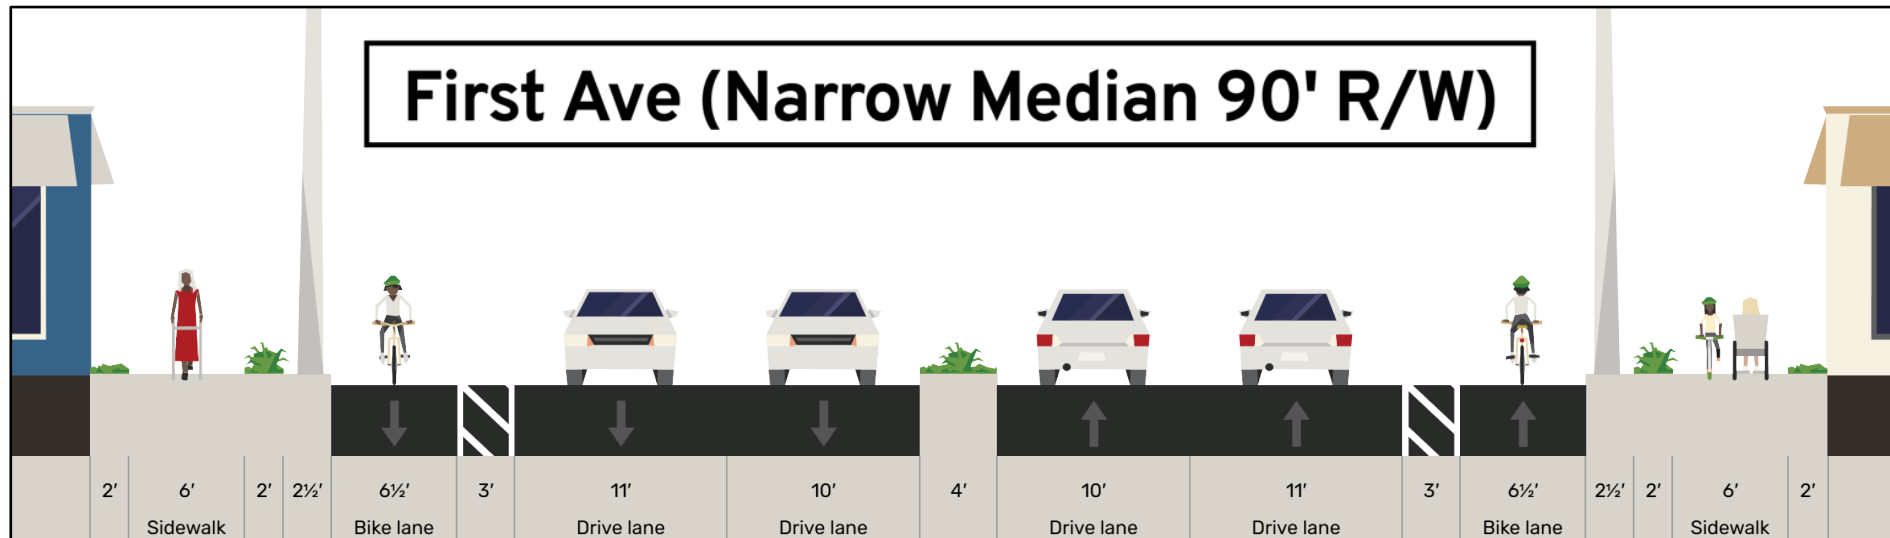 First Ave (Narrow Median 90' R/W)
2′ 6′ 2′ 2½′ 6½′ 3′ 11′ 10′ 4′ 10′ 11′ 3′ 6½′ 2½′ 2′ 6′ 2′
Sidewalk Bike lane Drive lane Drive lane Drive lane Drive lane Bike lane Sidewalk